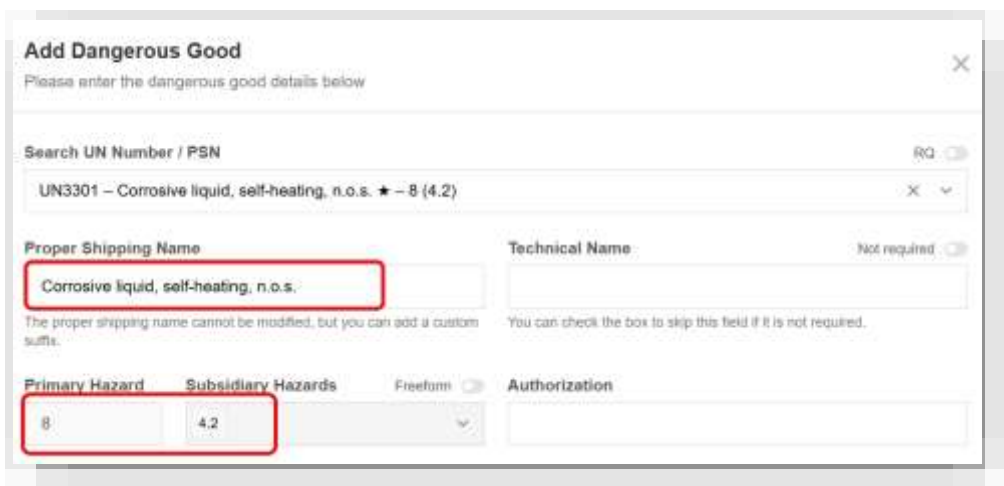 Add Dangerous Good
Please enter the dangerous good details below
Search UN Number / PSN
RQ
UN3301 – Corrosive liquid, self-heating, n.o.s. ★ – 8 (4.2)
Proper Shipping Name
Technical Name
Not required
Corrosive liquid, self-heating, n.o.s.
The proper shipping name cannot be modified, but you can add a custom
suffix.
You can check the box to skip this field if it is not required.
Primary Hazard
Subsidiary Hazards
Freeform
Authorization
8
4.2